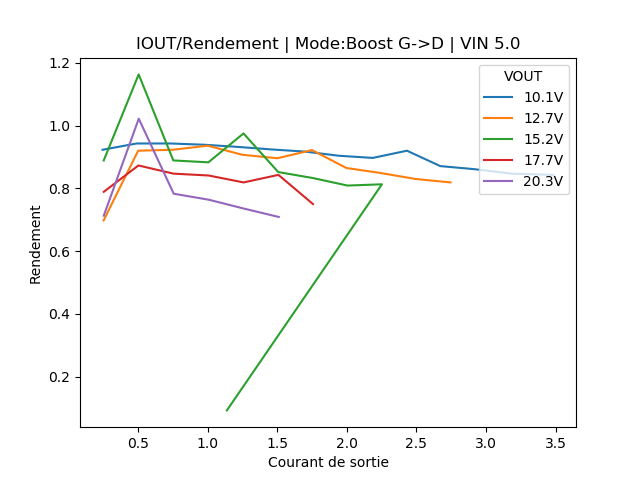 IOUT/Rendement | Mode:Boost G->D | VIN 5.0
VOUT
10.1V
12.7V
15.2V
17.7V
20.3V
Rendement
1.2
1.0
0.8
0.6
0.4
0.2
0.5
1.0
1.5
2.0
2.5
3.0
3.5
Courant de sortie